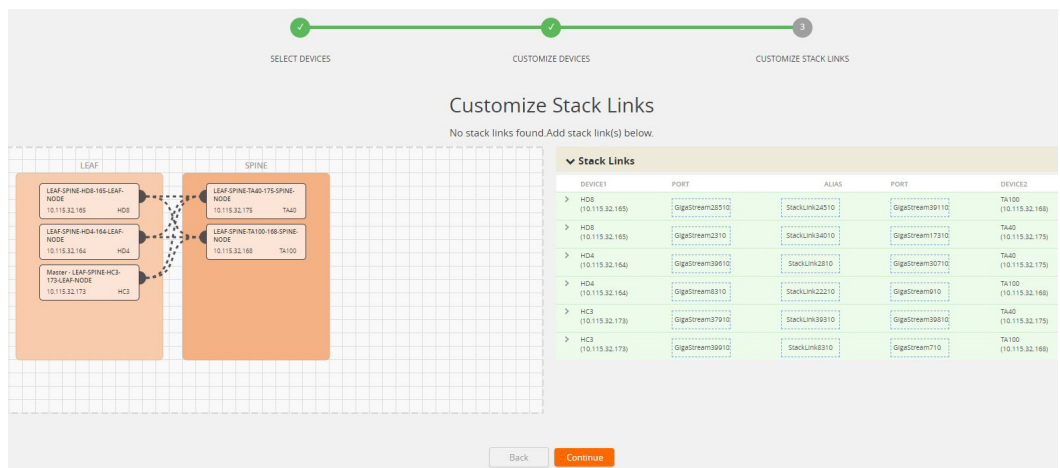 ✓
✓
3
SELECT DEVICES
CUSTOMIZE DEVICES
CUSTOMIZE STACK LINKS
Customize Stack Links
No stack links found.Add stack link(s) below.
LEAF
SPINE
LEAF-SPINE-HD8-165-LEAF-
NODE
10.115.32.165 HD8
LEAF-SPINE-HD4-164-LEAF-
NODE
10.115.32.164 HD4
Master - LEAF-SPINE-HC3-
173-LEAF-NODE
10.115.32.173 HC3
LEAF-SPINE-TA40-175-SPINE-
NODE
10.115.32.175 TA40
LEAF-SPINE-TA100-168-SPINE-
NODE
10.115.32.168 TA100
Stack Links
DEVICE1 PORT ALIAS PORT DEVICE2
HD8 TA100
(10.115.32.165) GigaStream28510 StackLink24510 GigaStream39110 (10.115.32.168)
HD8 TA40
(10.115.32.165) GigaStream2310 StackLink34010 GigaStream17310 (10.115.32.175)
HD4 TA40
(10.115.32.164) GigaStream39610 StackLink2810 GigaStream30710 (10.115.32.175)
HD4 TA100
(10.115.32.164) GigaStream8310 StackLink22210 GigaStream910 (10.115.32.168)
HC3 TA40
(10.115.32.173) GigaStream37910 StackLink39310 GigaStream39810 (10.115.32.175)
HC3 TA100
(10.115.32.173) GigaStream39910 StackLink8310 GigaStream710 (10.115.32.168)
Back
Continue